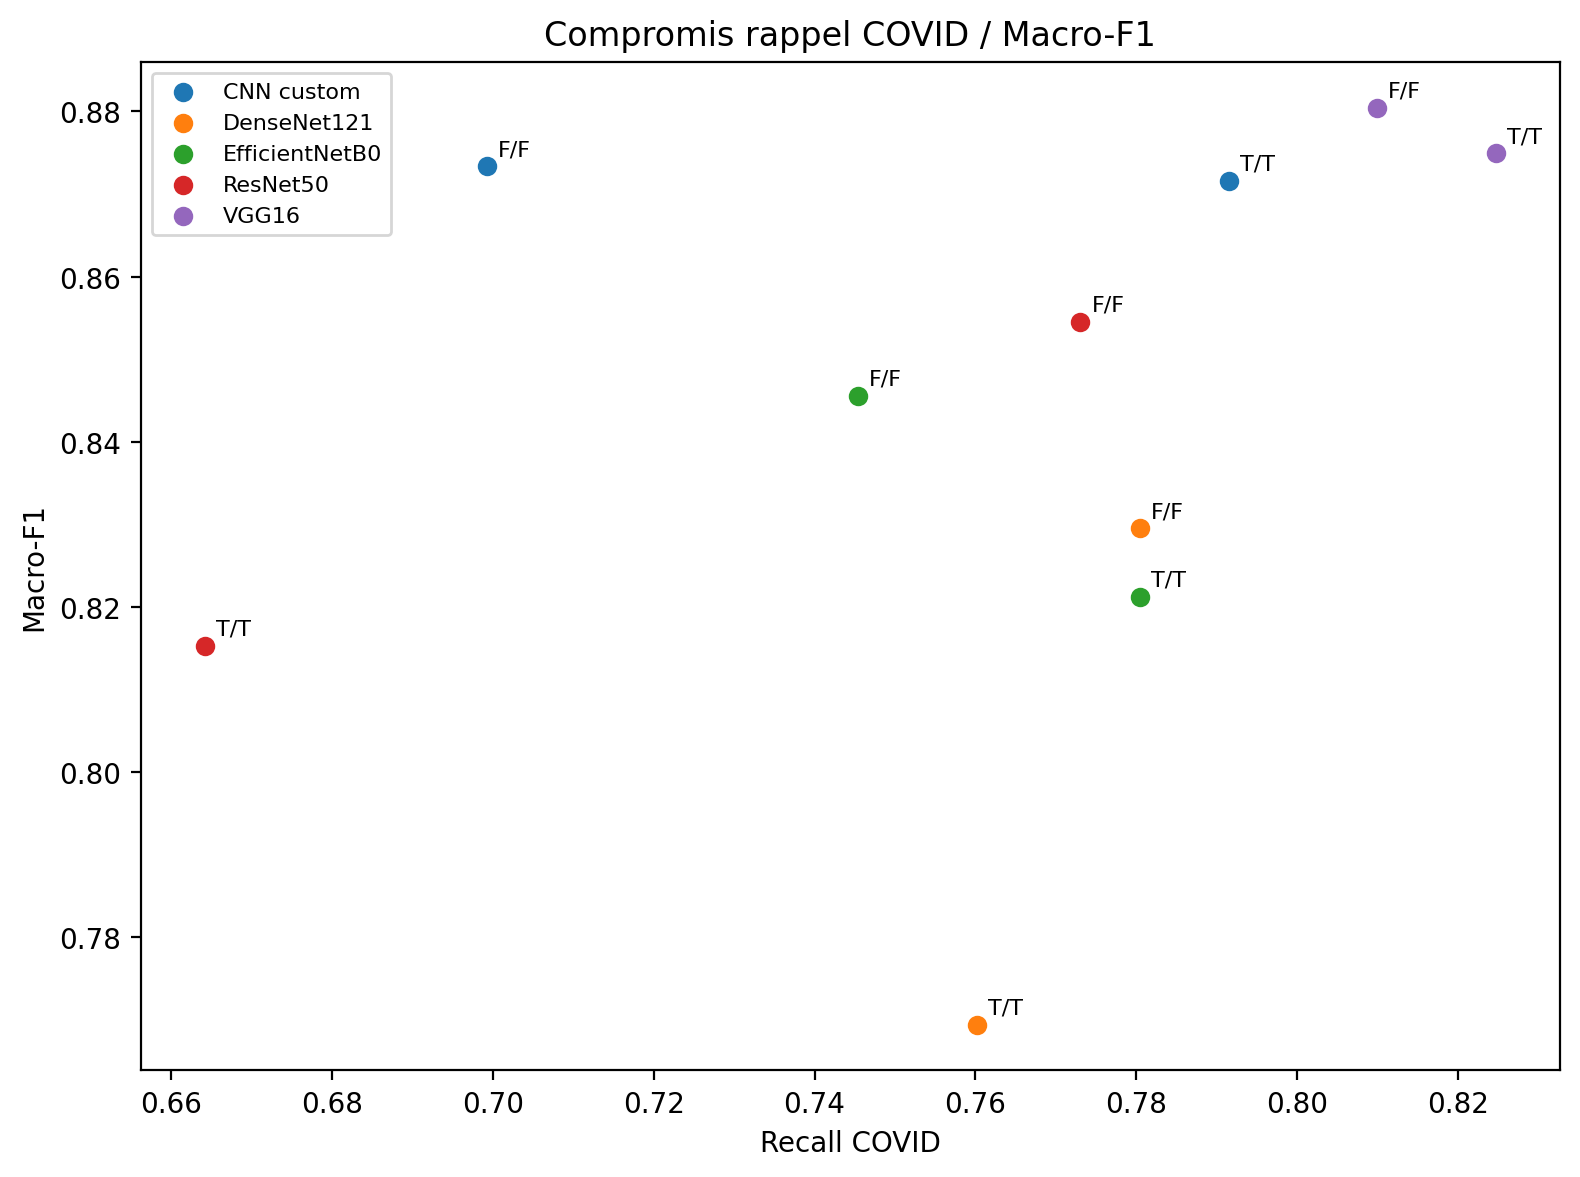 Compromis rappel COVID / Macro-F1
CNN custom
DenseNet121
EfficientNetB0
ResNet50
VGG16
F/F
T/T
F/F
T/T
F/F
F/F
F/F
T/T
T/T
T/T
0.88
0.86
0.84
0.82
0.80
0.78
Macro-F1
0.66 0.68 0.70 0.72 0.74 0.76 0.78 0.80 0.82
Recall COVID